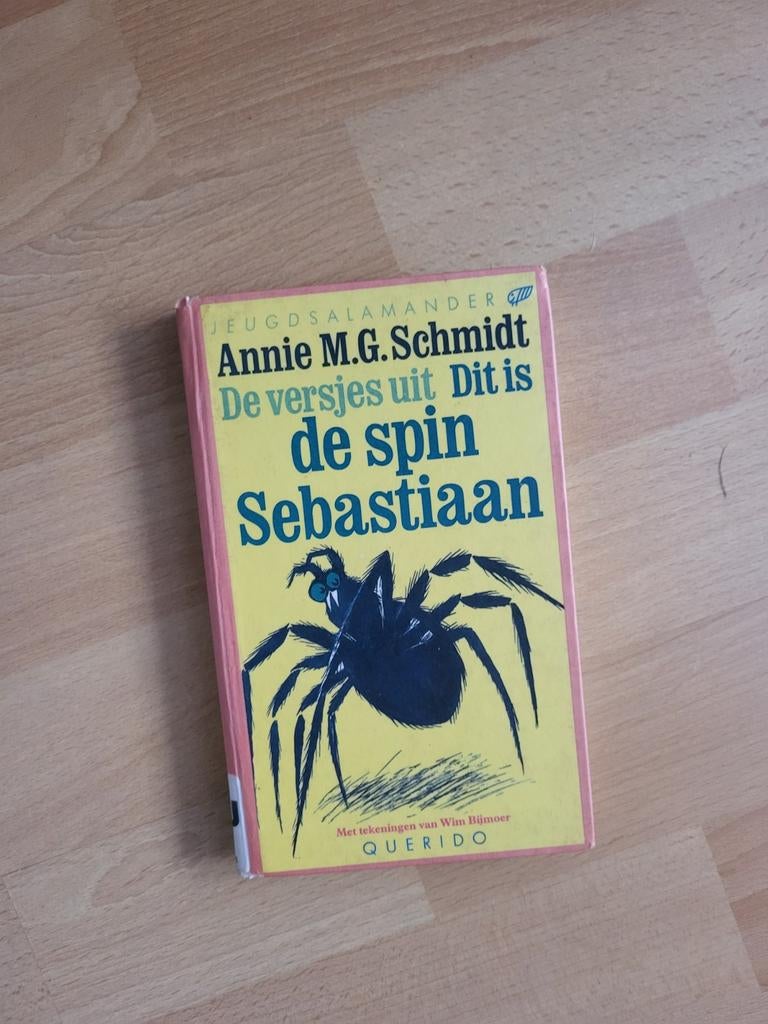 JEUGDSALAMANDER
Annie M.G. Schmidt
De versjes uit Dit is
de spin
Sebastiaan
Met tekeningen van Wim Bijmoer
QUERIDO